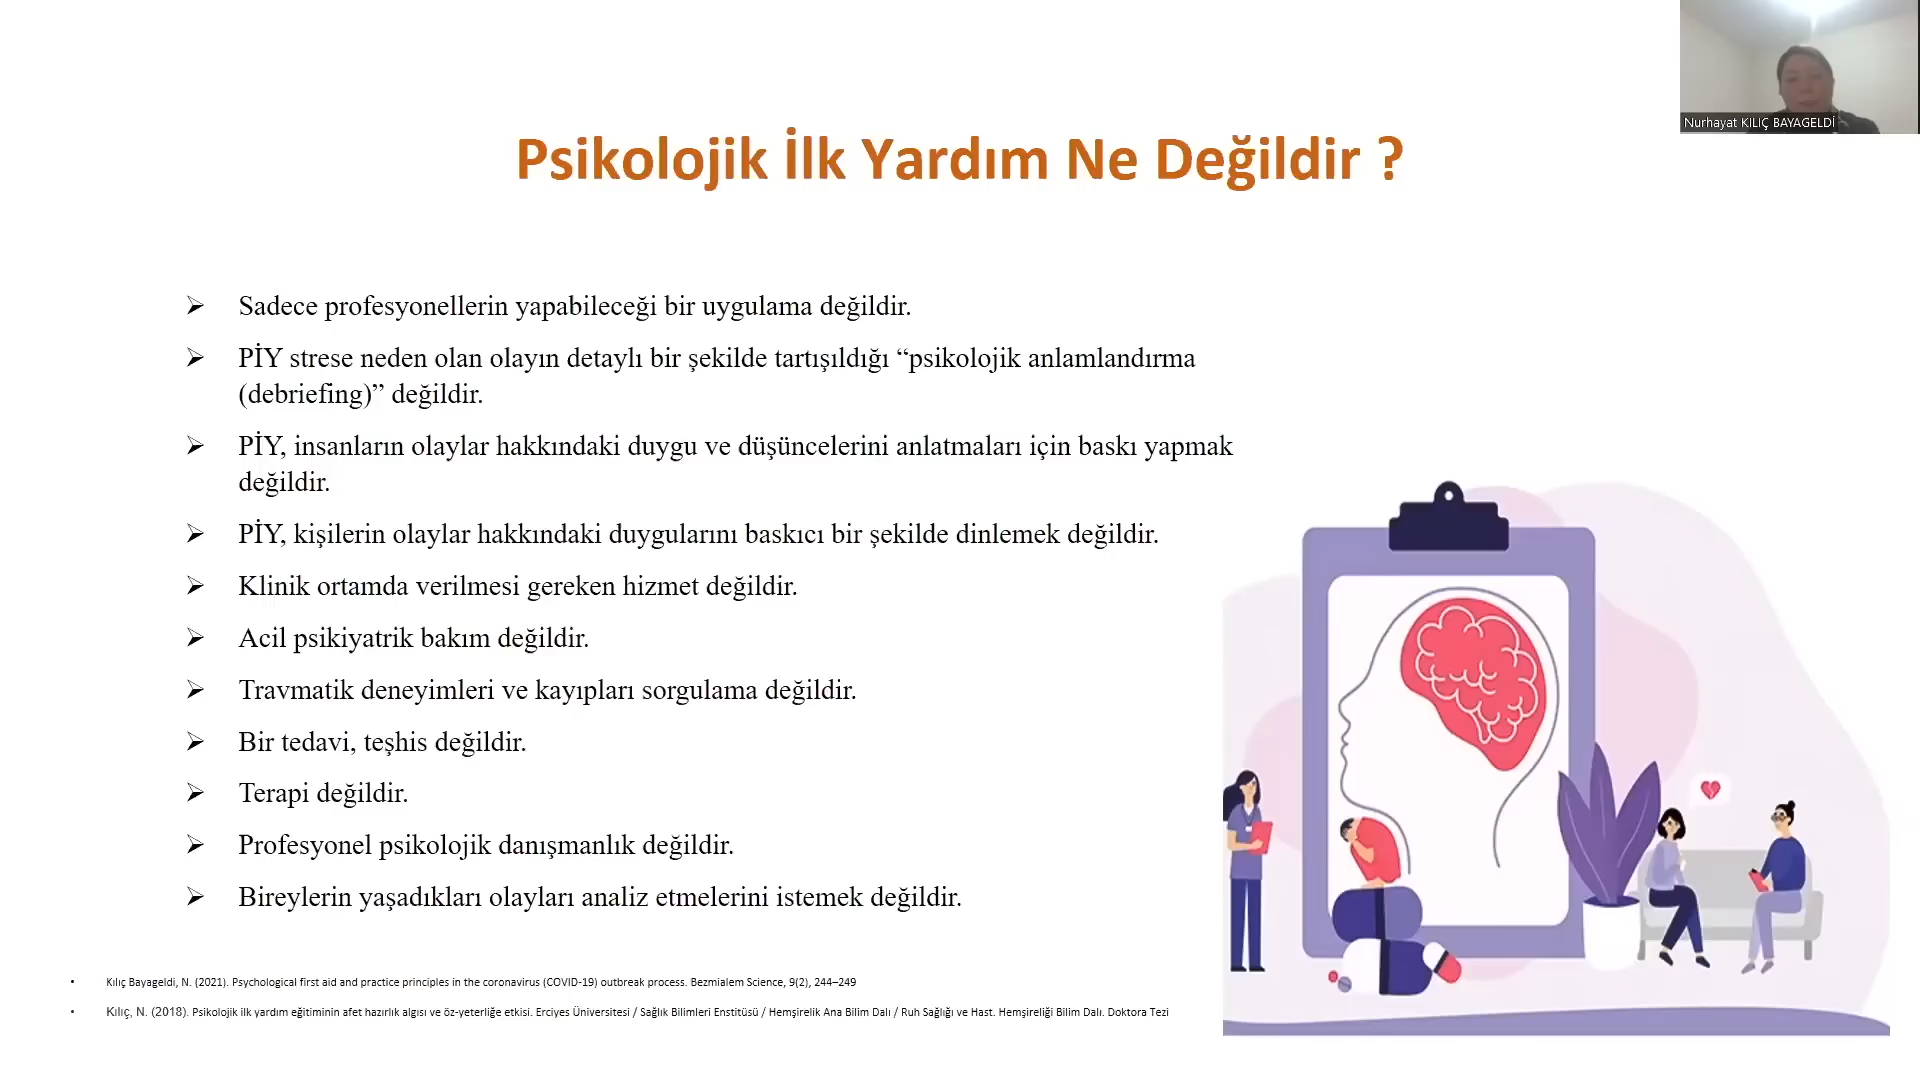 Nurhayat KILIÇ BAYAGELDİ
Psikolojik İlk Yardım Ne Değildir ?
➢ Sadece profesyonellerin yapabileceği bir uygulama değildir.
➢ PİY strese neden olan olayın detaylı bir şekilde tartışıldığı “psikolojik anlamlandırma
(debriefing)” değildir.
➢ PİY, insanların olaylar hakkındaki duygu ve düşüncelerini anlatmaları için baskı yapmak
değildir.
➢ PİY, kişilerin olaylar hakkındaki duygularını baskıcı bir şekilde dinlemek değildir.
➢ Klinik ortamda verilmesi gereken hizmet değildir.
➢ Acil psikiyatrik bakım değildir.
➢ Travmatik deneyimleri ve kayıpları sorgulama değildir.
➢ Bir tedavi, teşhis değildir.
➢ Terapi değildir.
➢ Profesyonel psikolojik danışmanlık değildir.
➢ Bireylerin yaşadıkları olayları analiz etmelerini istemek değildir.
• Kılıç Bayageldi, N. (2021). Psychological first aid and practice principles in the coronavirus (COVID-19) outbreak process. Bezmialem Science, 9(2), 244–249
• Kılıç, N. (2018). Psikolojik ilk yardım eğitiminin afet hazırlık algısı ve öz-yeterliğe etkisi. Erciyes Üniversitesi / Sağlık Bilimleri Enstitüsü / Hemşirelik Ana Bilim Dalı / Ruh Sağlığı ve Hast. Hemşireliği Bilim Dalı. Doktora Tezi